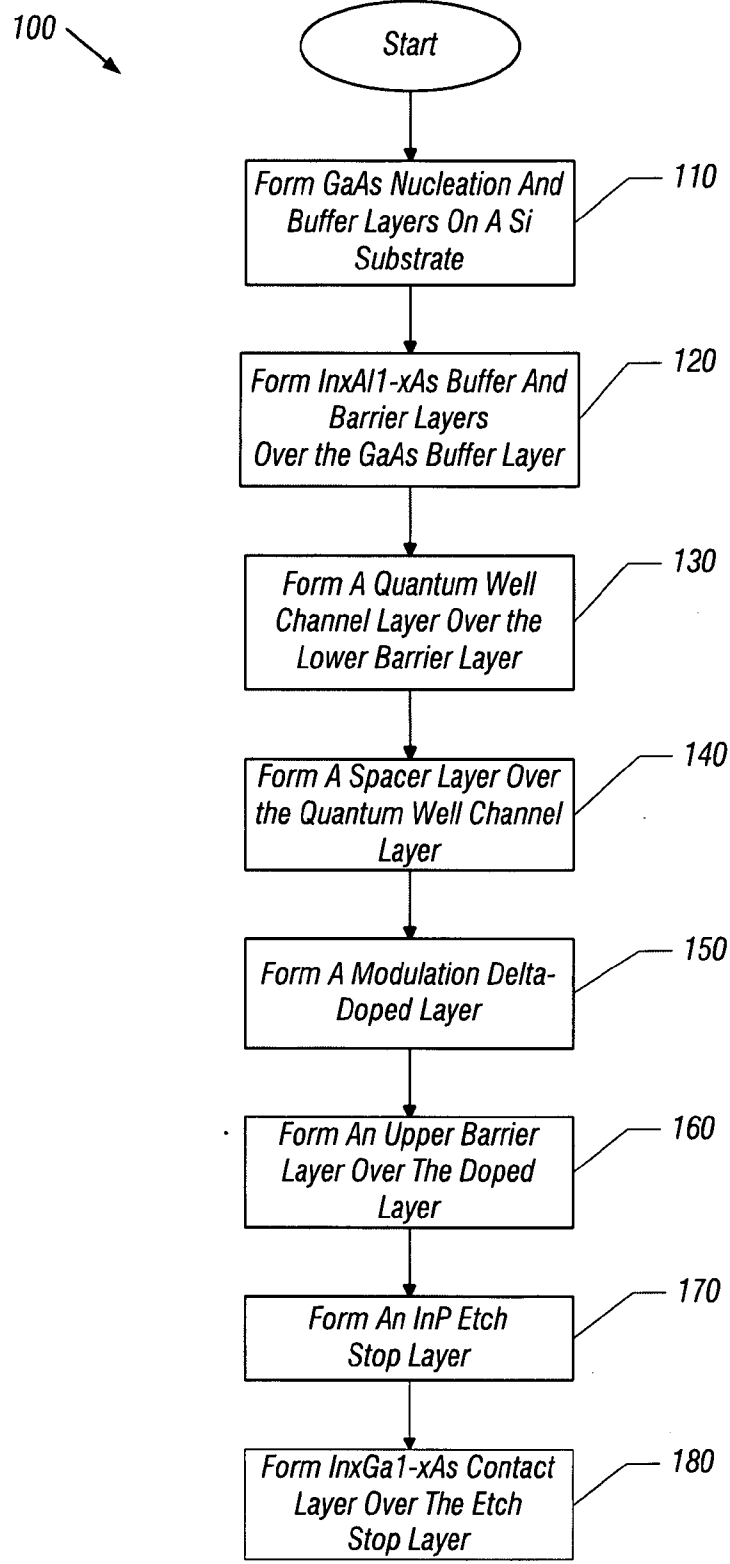 100
Start
Form GaAs Nucleation And
Buffer Layers On A Si
Substrate
110
Form InxAl1-xAs Buffer And
Barrier Layers
Over the GaAs Buffer Layer
120
Form A Quantum Well
Channel Layer Over the
Lower Barrier Layer
130
Form A Spacer Layer Over
the Quantum Well Channel
Layer
140
Form A Modulation Delta-
Doped Layer
150
Form An Upper Barrier
Layer Over The Doped
Layer
160
Form An InP Etch
Stop Layer
170
Form InxGa1-xAs Contact
Layer Over The Etch
Stop Layer
180